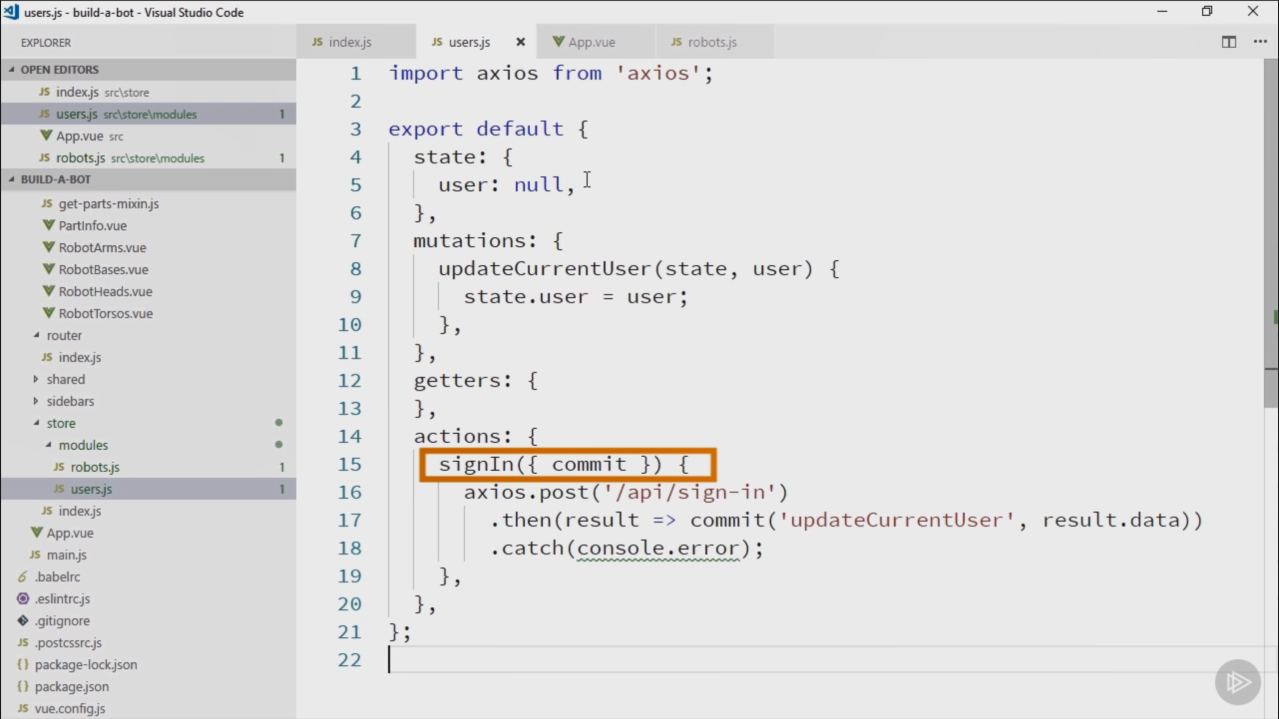 users.js - build-a-bot - Visual Studio Code
EXPLORER
OPEN EDITORS
JS index.js src\store
JS users.js src\store\modules 1
App.vue src
JS robots.js src\store\modules 1
BUILD-A-BOT
JS get-parts-mixin.js
PartInfo.vue
RobotArms.vue
RobotBases.vue
RobotHeads.vue
RobotTorsos.vue
router
JS index.js
shared
sidebars
store
modules
JS robots.js 1
JS users.js 1
JS index.js
App.vue
JS main.js
.babelrc
.eslintrc.js
.gitignore
JS .postcssrc.js
{} package-lock.json
{} package.json
JS vue.config.js
JS index.js JS users.js App.vue JS robots.js
1 import axios from 'axios';
2
3 export default {
4 state: {
5 user: null,
6 },
7 mutations: {
8 updateCurrentUser(state, user) {
9 state.user = user;
10 },
11 },
12 getters: {
13 },
14 actions: {
15 signIn({ commit }) {
16 axios.post('/api/sign-in')
17 .then(result => commit('updateCurrentUser', result.data))
18 .catch(console.error);
19 },
20 },
21 };
22